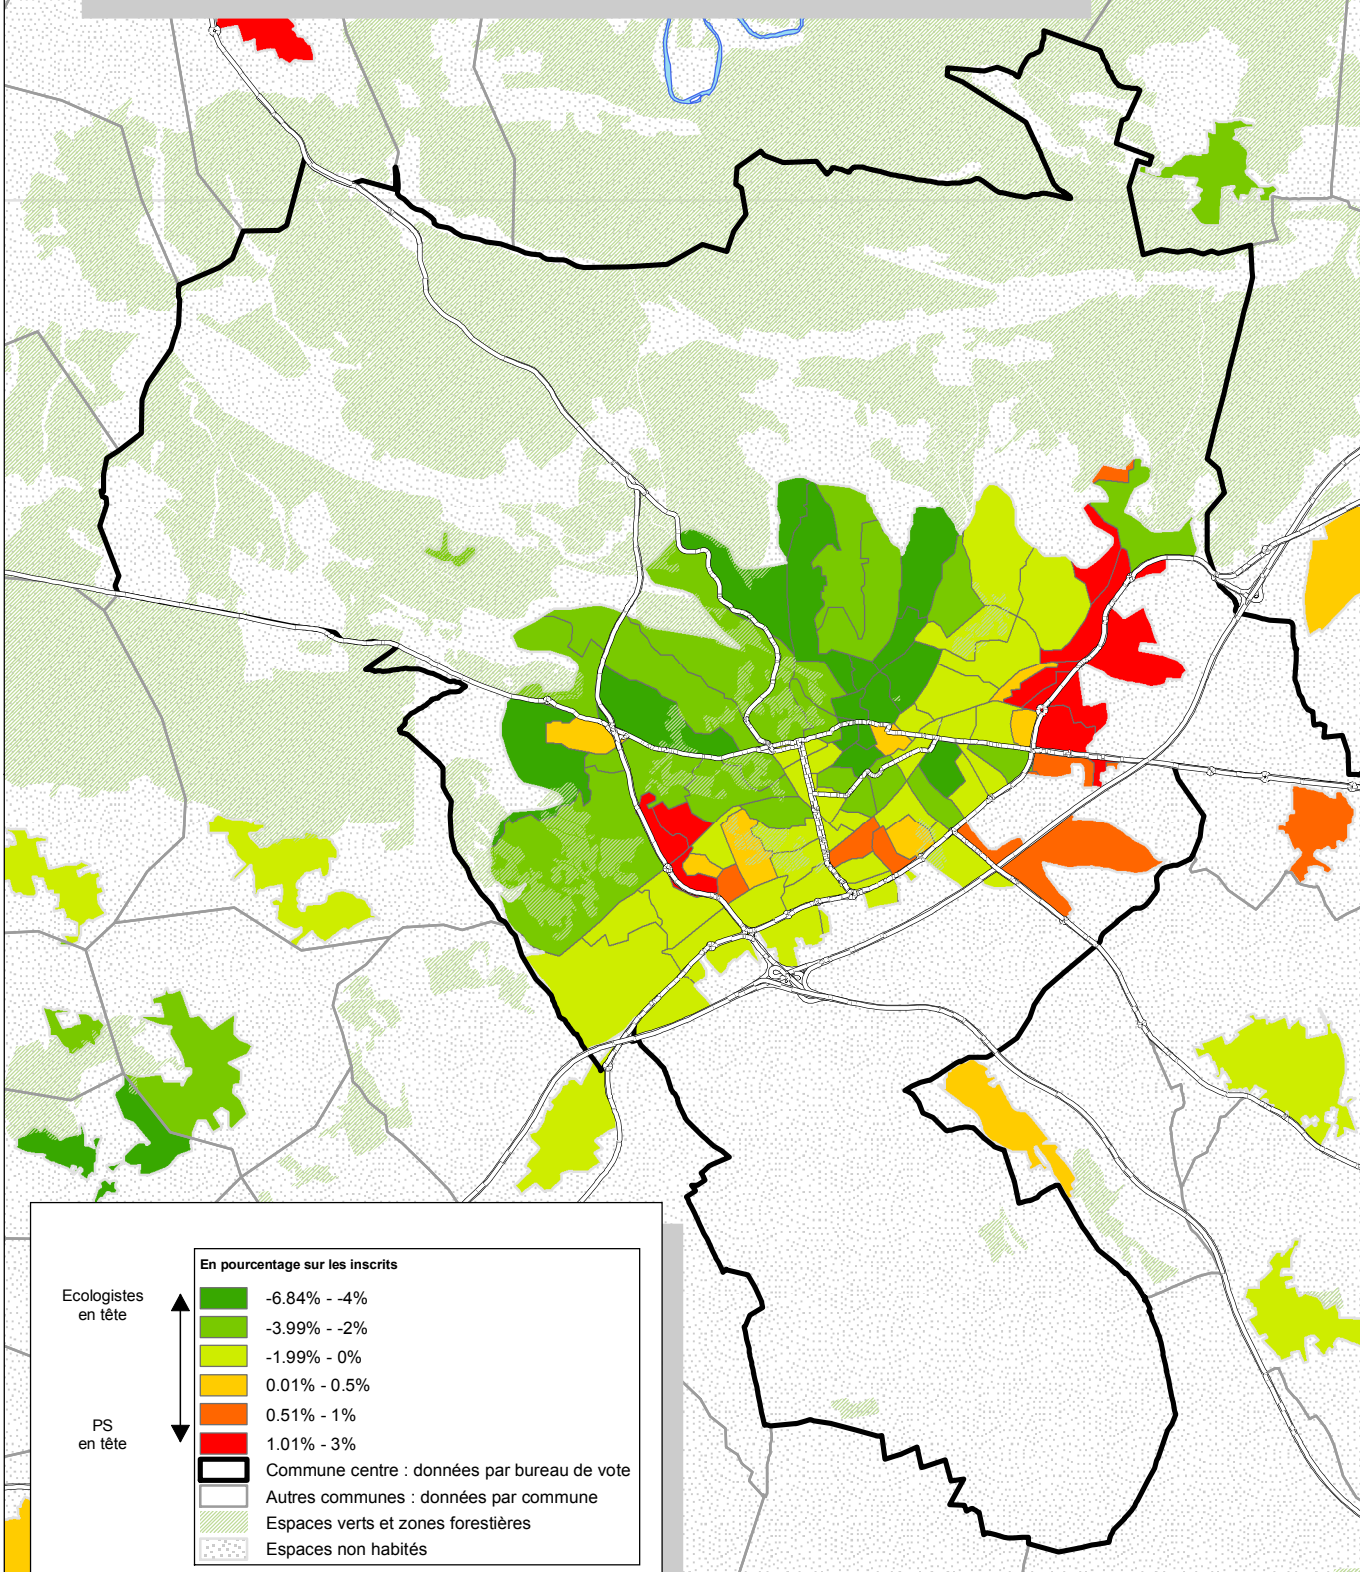 En pourcentage sur les inscrits
Ecologistes
en tête
-6.84% - -4%
-3.99% - -2%
-1.99% - 0%
0.01% - 0.5%
0.51% - 1%
PS
en tête
1.01% - 3%
Commune centre : données par bureau de vote
Autres communes : données par commune
Espaces verts et zones forestières
Espaces non habités